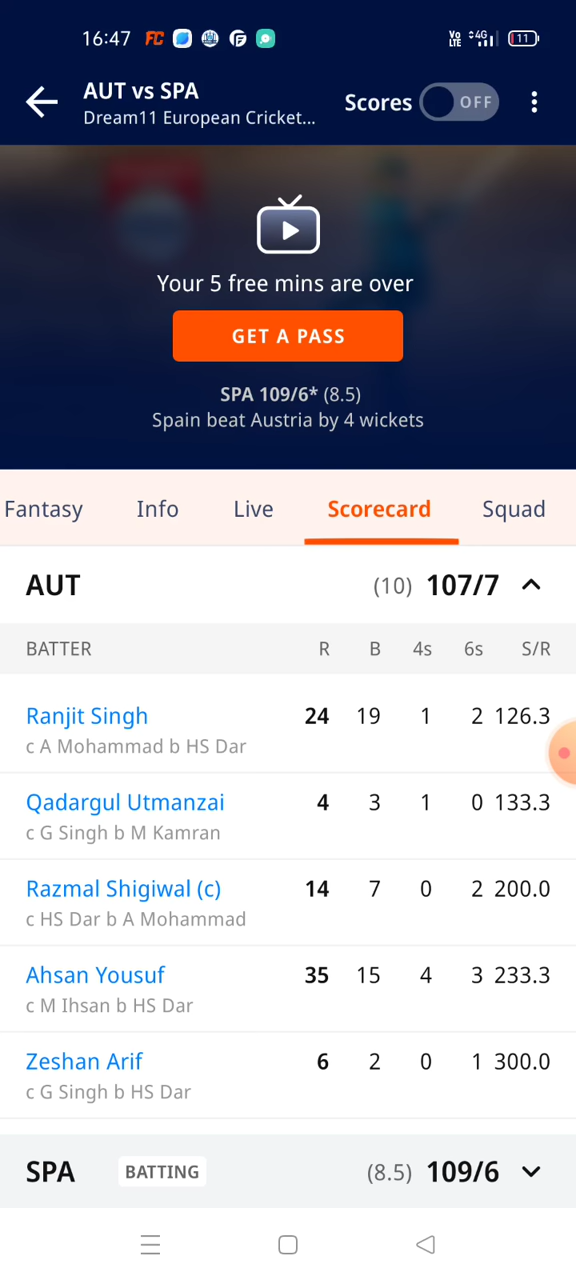 16:47 FC Vo LTE 4G 11
AUT vs SPA
Dream11 European Cricket...
Scores OFF
Your 5 free mins are over
GET A PASS
SPA 109/6* (8.5)
Spain beat Austria by 4 wickets
Fantasy Info Live Scorecard Squad
AUT (10) 107/7
BATTER R B 4s 6s S/R
Ranjit Singh 24 19 1 2 126.3
c A Mohammad b HS Dar
Qadargul Utmanzai 4 3 1 0 133.3
c G Singh b M Kamran
Razmal Shigiwal (c) 14 7 0 2 200.0
c HS Dar b A Mohammad
Ahsan Yousuf 35 15 4 3 233.3
c M Ihsan b HS Dar
Zeshan Arif 6 2 0 1 300.0
c G Singh b HS Dar
SPA BATTING (8.5) 109/6